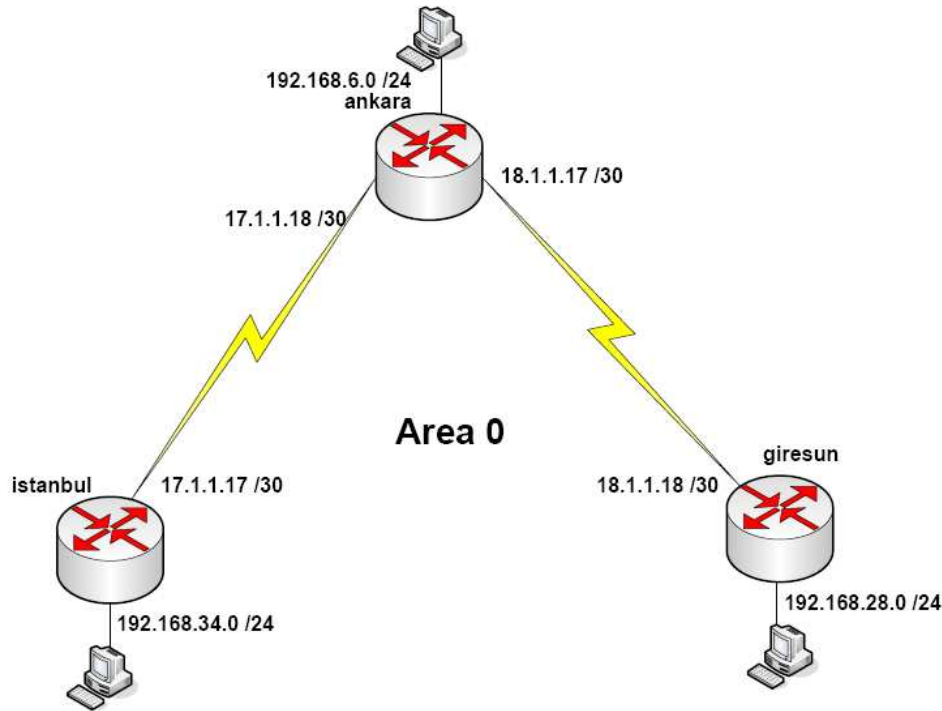 192.168.6.0 /24
ankara
18.1.1.17 /30
17.1.1.18 /30
Area 0
giresun
istanbul
17.1.1.17 /30
18.1.1.18 /30
192.168.28.0 /24
192.168.34.0 /24